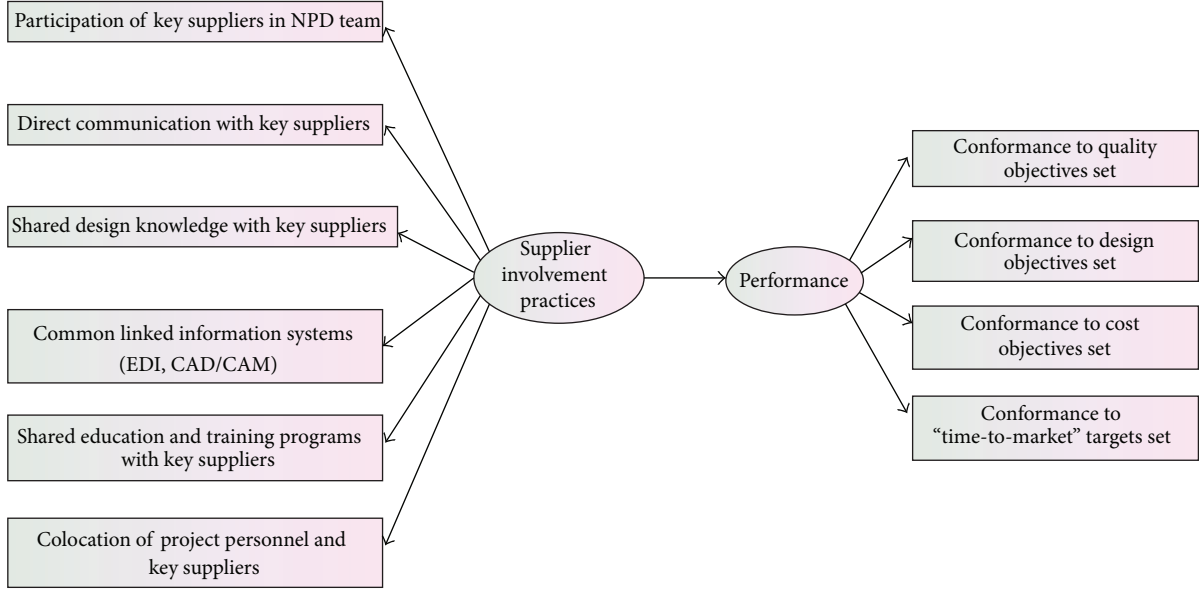 Participation of key suppliers in NPD team
Direct communication with key suppliers
Shared design knowledge with key suppliers
Common linked information systems
(EDI, CAD/CAM)
Shared education and training programs
with key suppliers
Colocation of project personnel and
key suppliers
Supplier
involvement
practices
Performance
Conformance to quality
objectives set
Conformance to design
objectives set
Conformance to cost
objectives set
Conformance to
“time-to-market” targets set